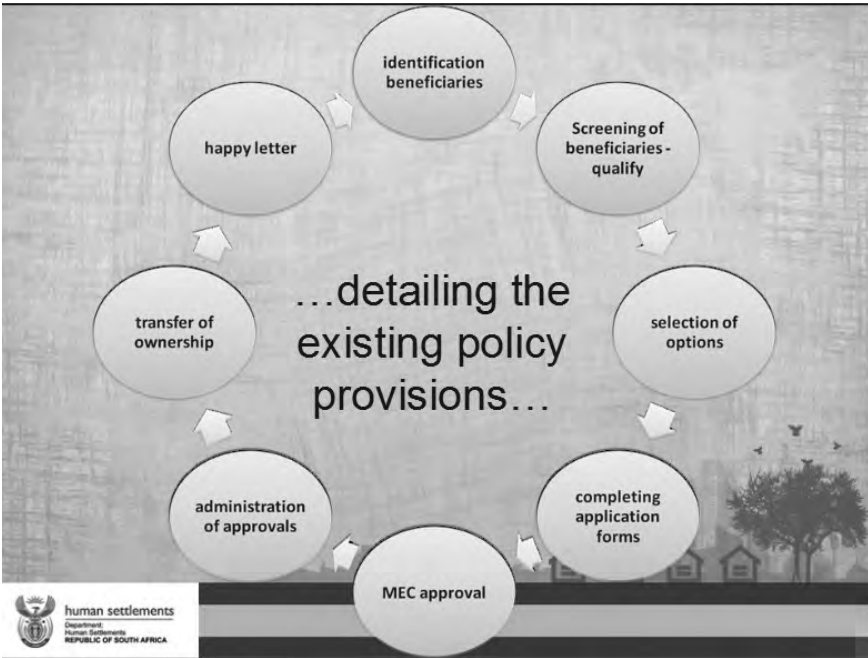 identification
beneficiaries
Screening of
beneficiaries -
qualify
selection of
options
completing
application
forms
MEC approval
administration
of approvals
transfer of
ownership
happy letter
…detailing the
existing policy
provisions…
human settlements
Department:
Human Settlements
REPUBLIC OF SOUTH AFRICA